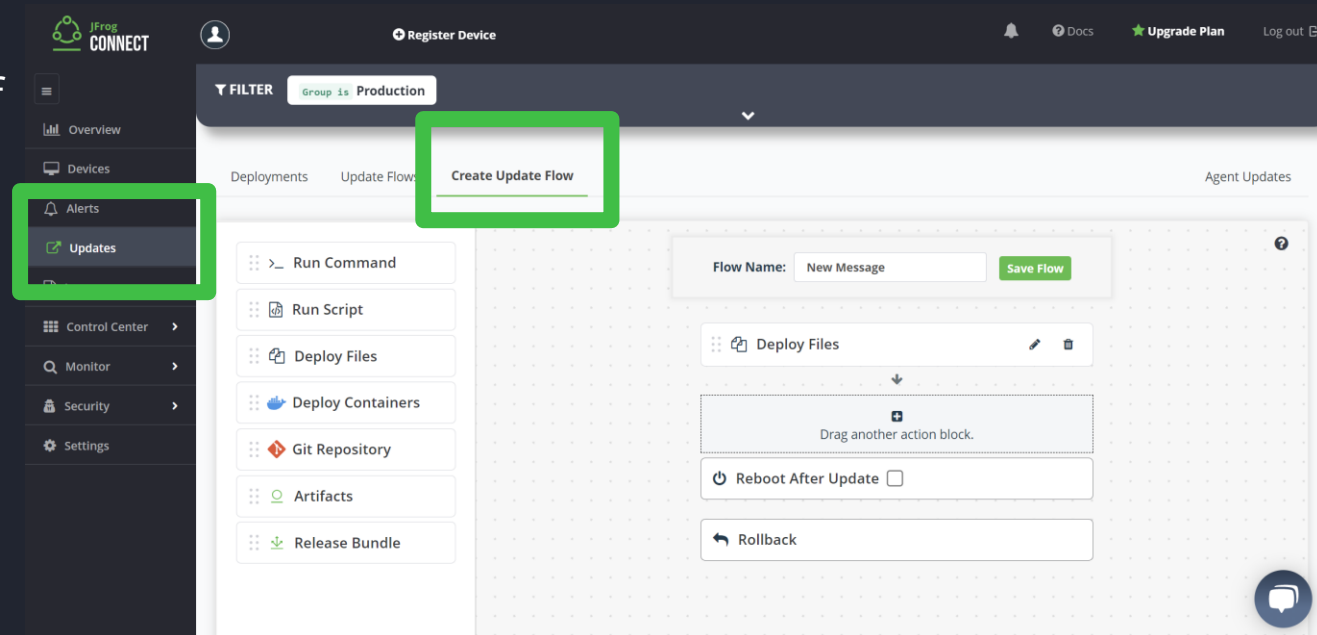 JFrog
CONNECT
Register Device
Docs
Upgrade Plan
Log out
FILTER
Group is Production
Overview
Devices
Alerts
Updates
Control Center
Monitor
Security
Settings
Deployments
Update Flows
Create Update Flow
Agent Updates
Run Command
Run Script
Deploy Files
Deploy Containers
Git Repository
Artifacts
Release Bundle
Flow Name: New Message Save Flow
Deploy Files
Drag another action block.
Reboot After Update
Rollback